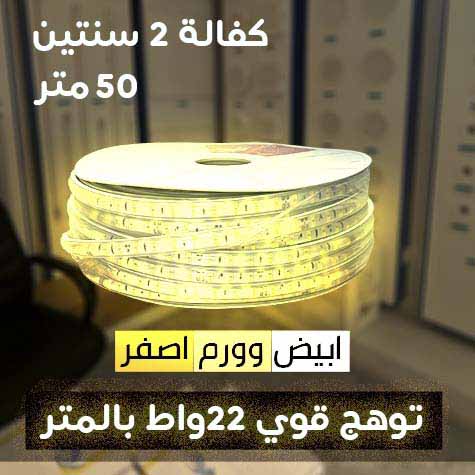 كفالة 2 سنتين
50 متر
ابيض وورم اصفر
توهج قوي 22واط بالمتر